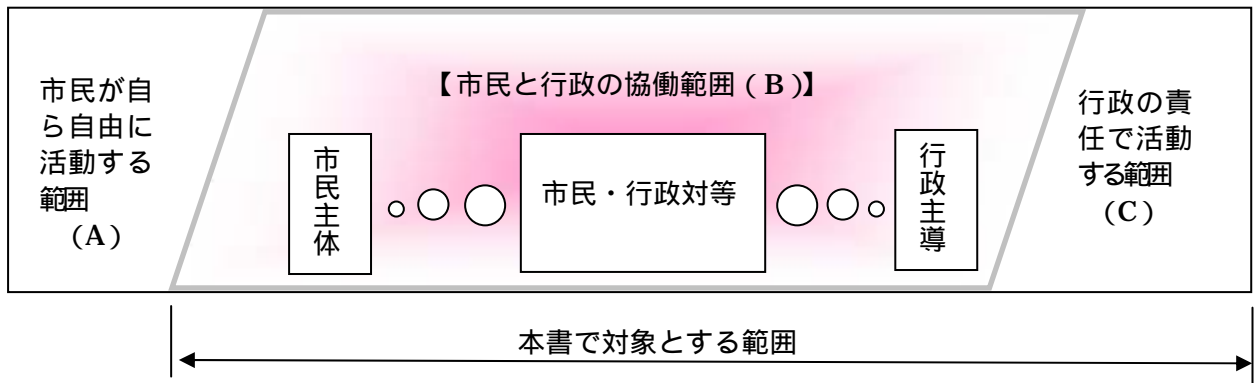 市民が自
ら自由に
活動する
範囲
(A)
【市民と行政の協働範囲(B)】
市民主体
市民・行政対等
行政主導
行政の責
任で活動
する範囲
(C)
本書で対象とする範囲